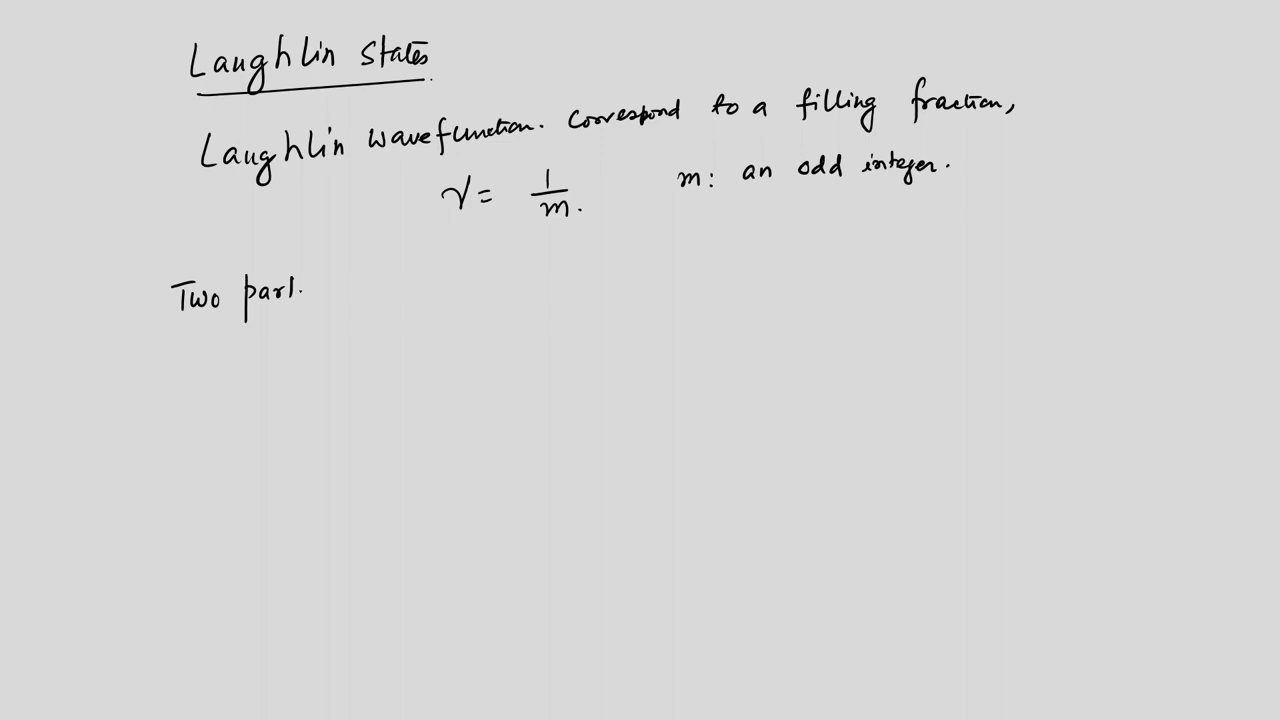 Laughlin states.
Laughlin wavefunction. Correspond to a filling fraction,
ν = 1/m. m: an odd integer.
Two part.